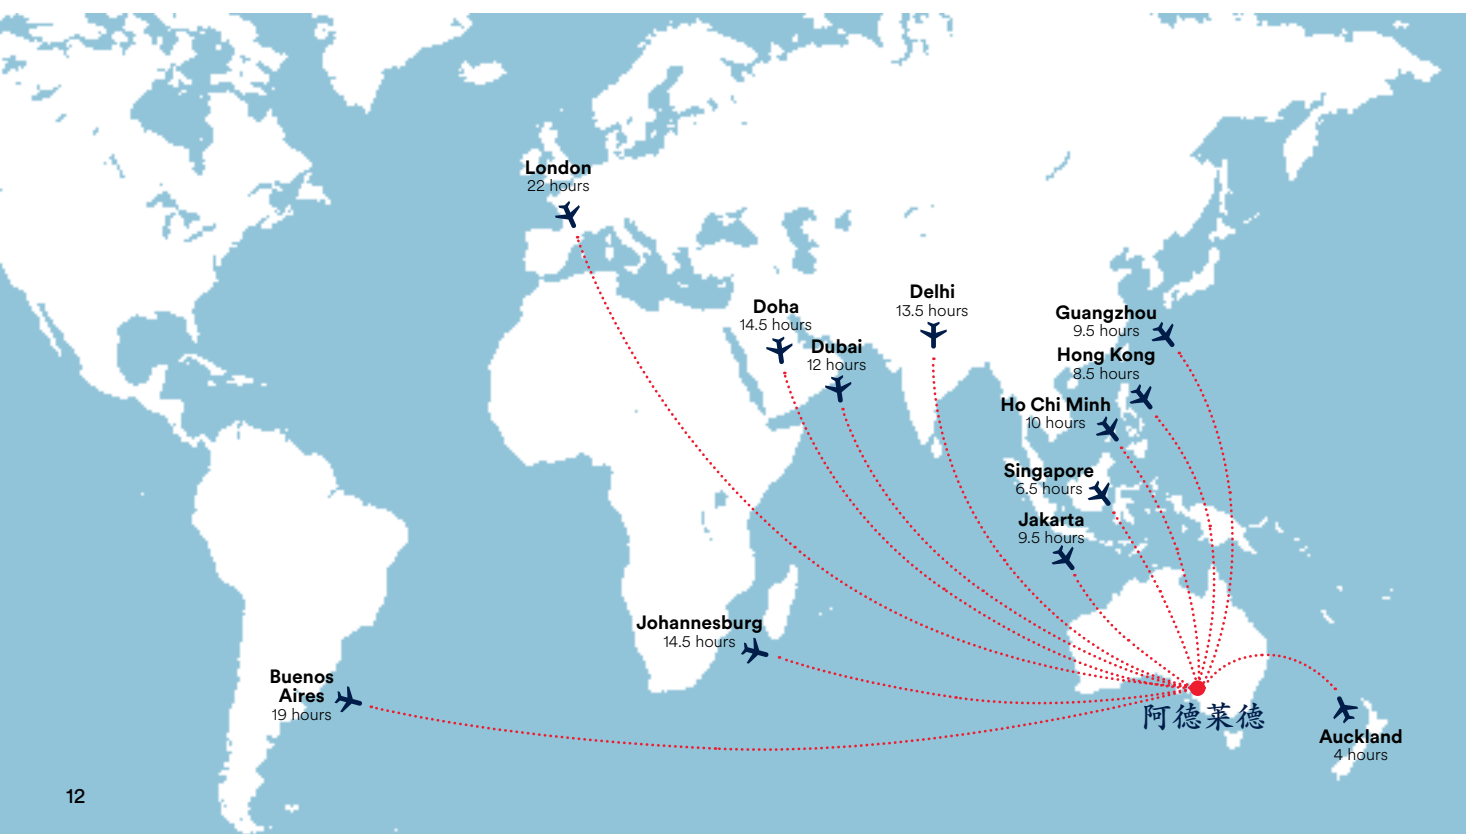 London
22 hours
Doha
14.5 hours
Dubai
12 hours
Delhi
13.5 hours
Guangzhou
9.5 hours
Hong Kong
8.5 hours
Ho Chi Minh
10 hours
Singapore
6.5 hours
Jakarta
9.5 hours
Johannesburg
14.5 hours
Buenos
Aires
19 hours
阿德莱德
Auckland
4 hours
12